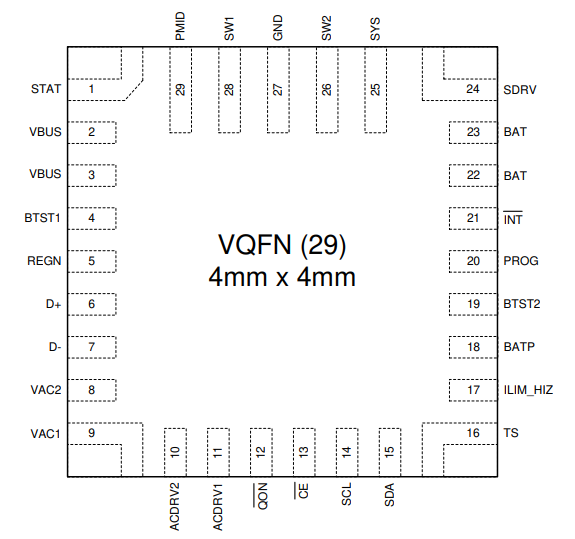 PMID SW1 GND SW2 SYS
29 28 27 26 25
STAT 1 24 SDRV
VBUS 2 23 BAT
VBUS 3 22 BAT
BTST1 4 21 INT
REGN 5 20 PROG
D+ 6 19 BTST2
D- 7 18 BATP
VAC2 8 17 ILIM_HIZ
VAC1 9 16 TS
VQFN (29)
4mm x 4mm
10 11 12 13 14 15
ACDRV2 ACDRV1 QON CE SCL SDA